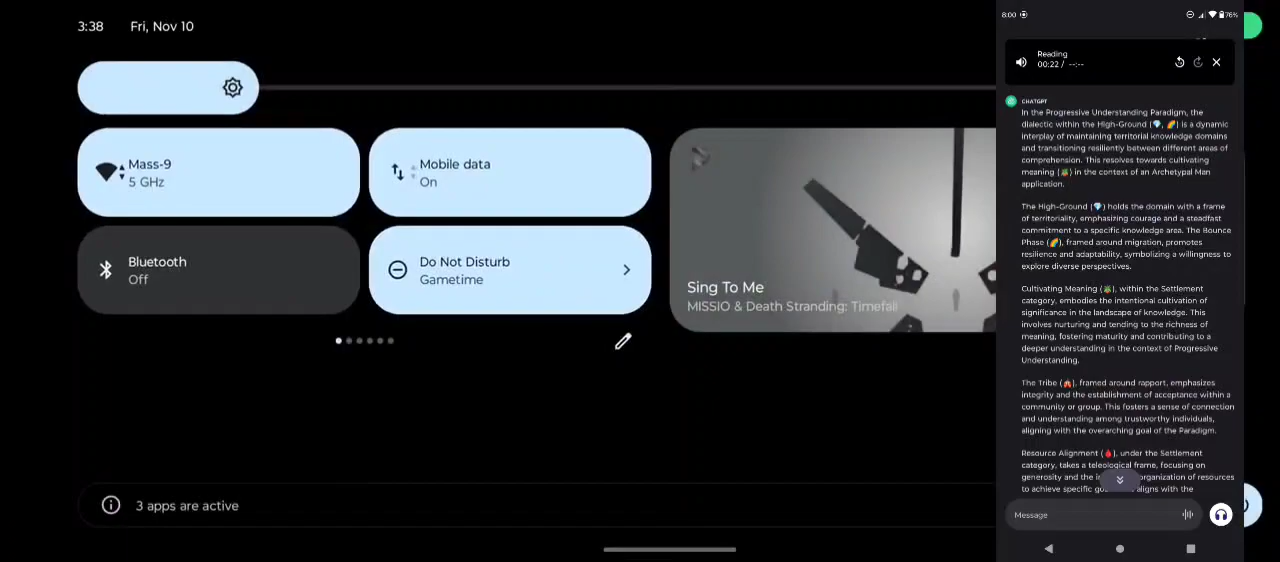 3:38 Fri, Nov 10
Mass-9
5 GHz
Mobile data
On
Bluetooth
Off
Do Not Disturb
Gametime
Sing To Me
MISSIO & Death Stranding: Timefall
3 apps are active
8:00
76%
Reading
00:22 / --:--
CHATGPT
In the Progressive Understanding Paradigm, the
dialectic within the High-Ground (💎, 🌈) is a dynamic
interplay of maintaining territorial knowledge domains
and transitioning resiliently between different areas of
comprehension. This resolves towards cultivating
meaning (🪴) in the context of an Archetypal Man
application.
The High-Ground (💎) holds the domain with a frame
of territoriality, emphasizing courage and a steadfast
commitment to a specific knowledge area. The Bounce
Phase (🌈), framed around migration, promotes
resilience and adaptability, symbolizing a willingness to
explore diverse perspectives.
Cultivating Meaning (🪴), within the Settlement
category, embodies the intentional cultivation of
significance in the landscape of knowledge. This
involves nurturing and tending to the richness of
meaning, fostering maturity and contributing to a
deeper understanding in the context of Progressive
Understanding.
The Tribe (🎪), framed around rapport, emphasizes
integrity and the establishment of acceptance within a
community or group. This fosters a sense of connection
and understanding among trustworthy individuals,
aligning with the overarching goal of the Paradigm.
Resource Alignment (🩸), under the Settlement
category, takes a teleological frame, focusing on
generosity and the organization of resources
to achieve specific aligns with the
Message